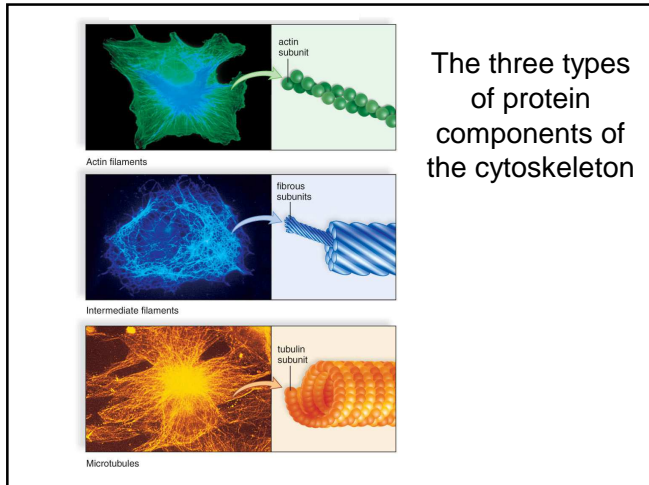 The three types
of protein
components of
the cytoskeleton
actin
subunit
Actin filaments
fibrous
subunits
Intermediate filaments
tubulin
subunit
Microtubules